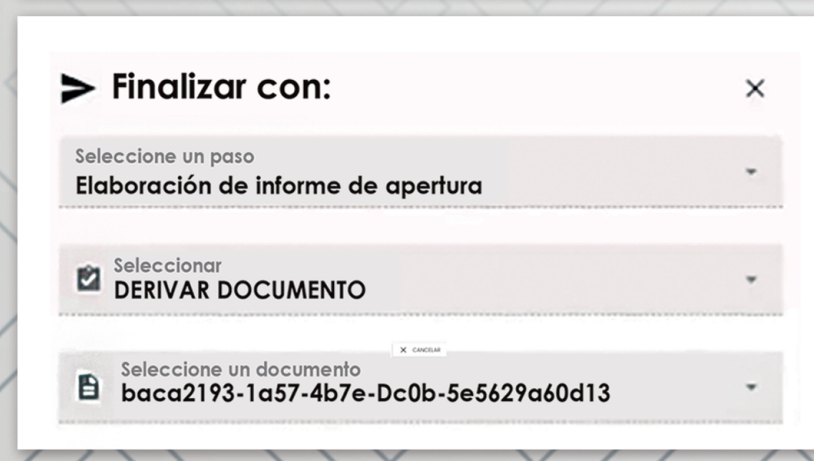 Finalizar con:
Seleccione un paso
Elaboración de informe de apertura
Seleccionar
DERIVAR DOCUMENTO
CANCELAR
Seleccione un documento
baca2193-1a57-4b7e-Dc0b-5e5629a60d13